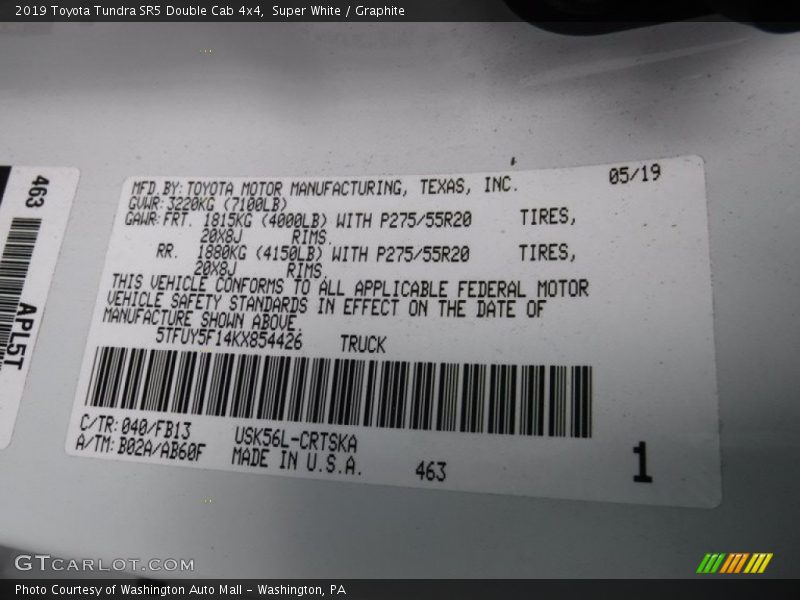 2019 Toyota Tundra SR5 Double Cab 4x4, Super White / Graphite
463
APL5T
MFD.BY:TOYOTA MOTOR MANUFACTURING, TEXAS, INC. 05/19
GVWR:3220KG (7100LB)
GAWR:FRT. 1815KG (4000LB) WITH P275/55R20 TIRES,
20X8J RIMS.
RR. 1880KG (4150LB) WITH P275/55R20 TIRES,
20X8J RIMS.
THIS VEHICLE CONFORMS TO ALL APPLICABLE FEDERAL MOTOR
VEHICLE SAFETY STANDARDS IN EFFECT ON THE DATE OF
MANUFACTURE SHOWN ABOVE.
5TFUY5F14KX854426 TRUCK
C/TR:040/FB13 USK56L-CRTSKA
A/TM:B02A/AB60F MADE IN U.S.A. 463 1
GTCARLOT.COM
Photo Courtesy of Washington Auto Mall - Washington, PA